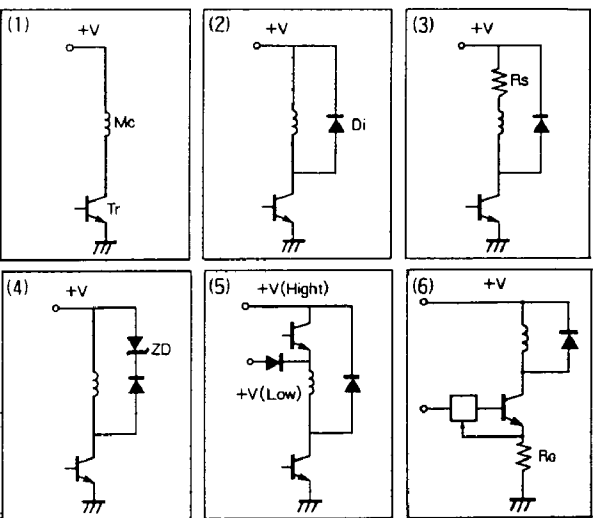 (1)
+V
Mc
Tr
(2)
+V
Di
(3)
+V
Rs
(4)
+V
ZD
(5)
+V(Hight)
+V(Low)
(6)
+V
Re